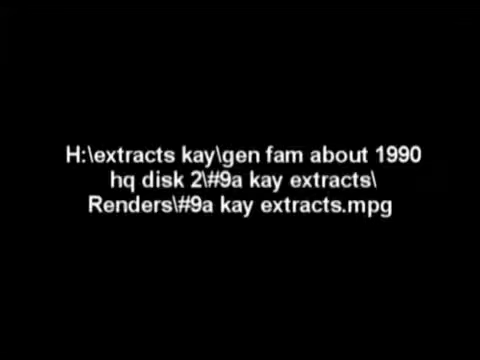 H:\extracts kay\gen fam about 1990
hq disk 2\#9a kay extracts\
Renders\#9a kay extracts.mpg